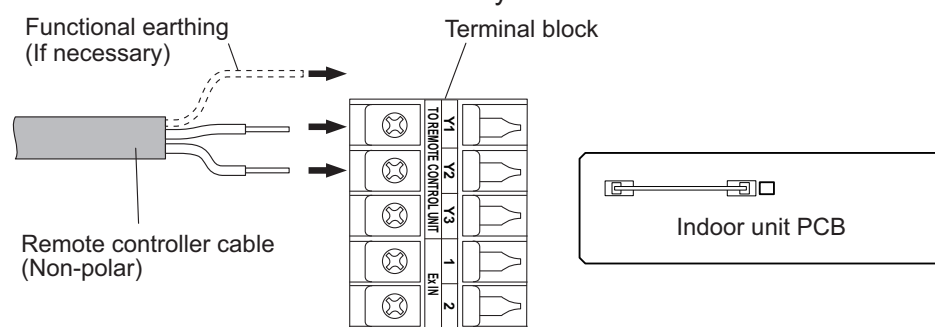 Functional earthing
(If necessary)
Terminal block
Y1
Y2
Y3
TO REMOTE CONTROL UNIT
1
2
Ex IN
Remote controller cable
(Non-polar)
Indoor unit PCB